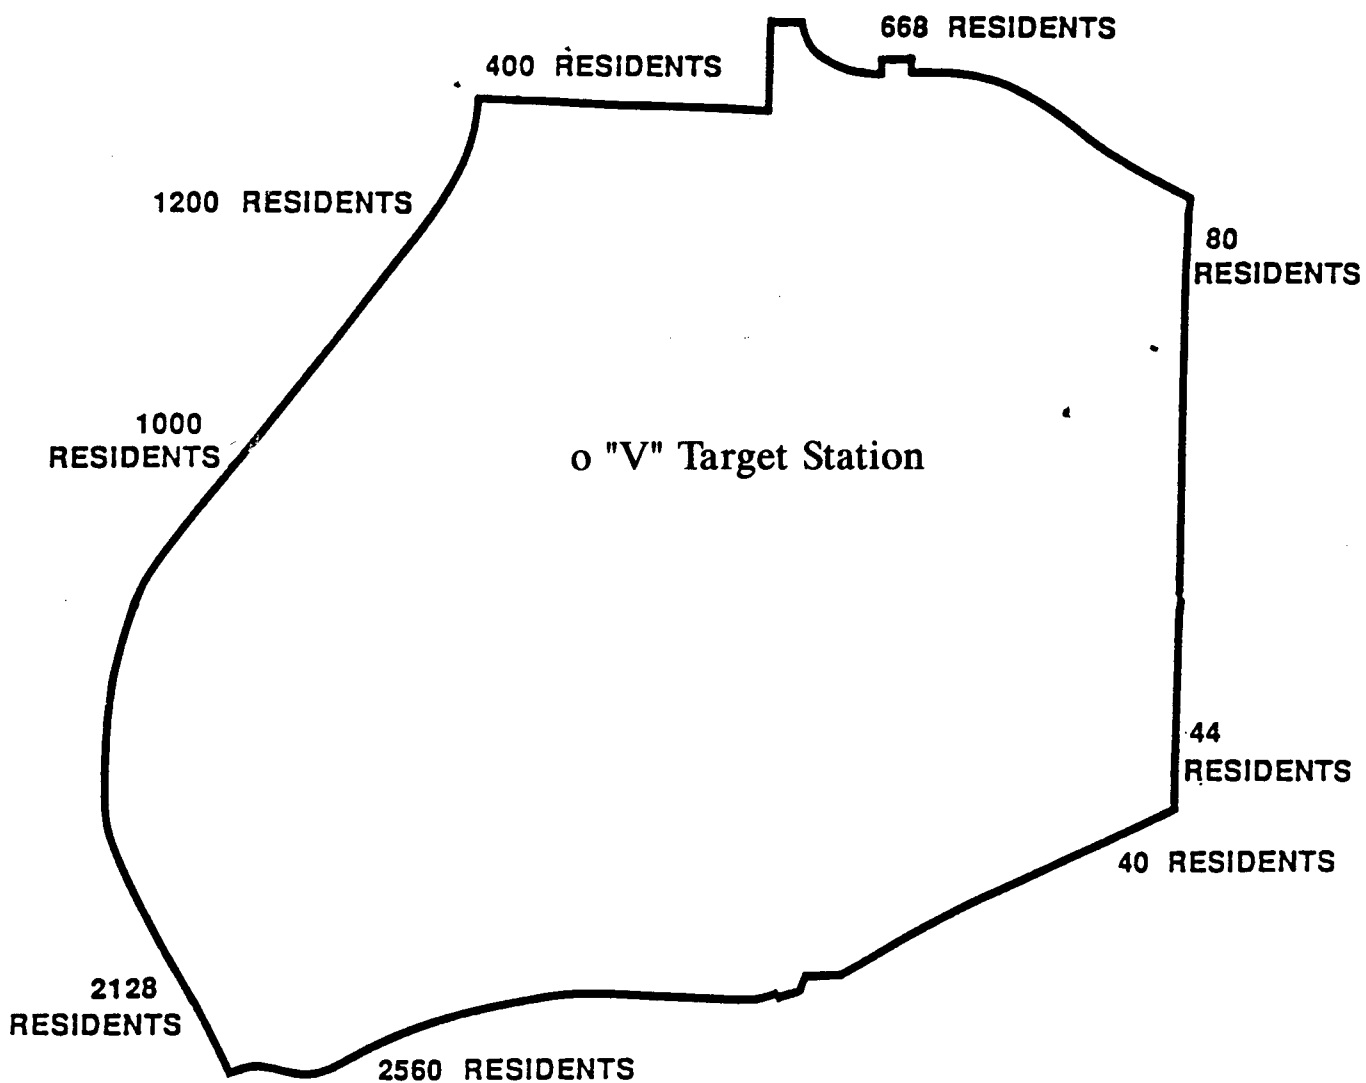 668 RESIDENTS
400 RESIDENTS
1200 RESIDENTS
80
RESIDENTS
1000
RESIDENTS
o "V" Target Station
44
RESIDENTS
40 RESIDENTS
2128
RESIDENTS
2560 RESIDENTS